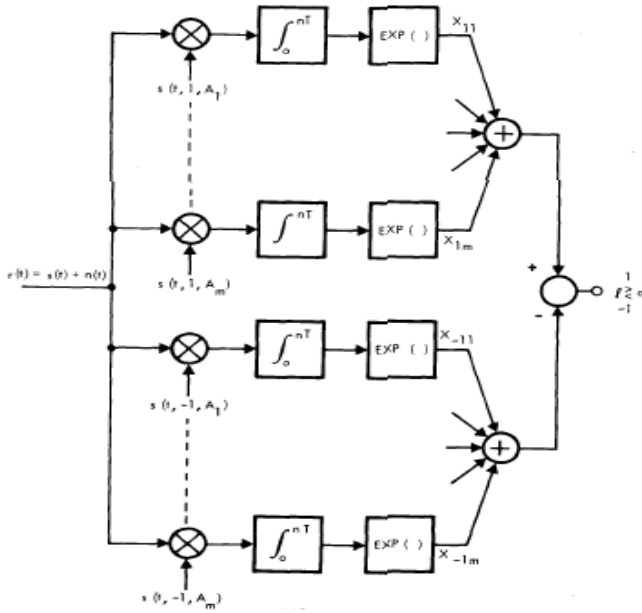 ∫₀ⁿᵀ EXP ( ) X₁₁
s (t, 1, A₁)
∫ⁿᵀ EXP ( ) X₁ₘ
s (t, 1, Aₘ)
r(t) = s(t) + n(t)
+
-
1
ℓ ≷ o
-1
∫₀ⁿᵀ EXP ( ) X₋₁₁
s (t, -1, A₁)
∫₀ⁿᵀ EXP ( ) X₋₁ₘ
s (t, -1, Aₘ)